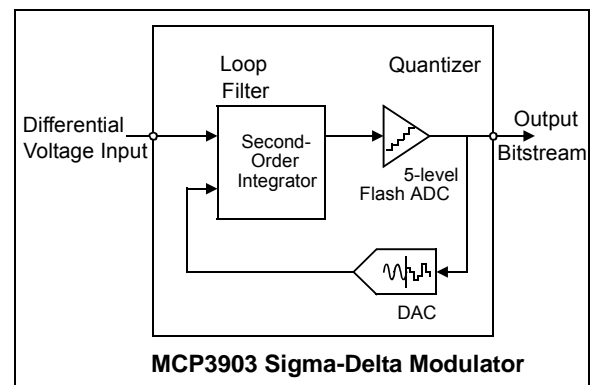 Loop
Filter
Quantizer
Differential
Voltage Input
Second-
Order
Integrator
5-level
Flash ADC
Output
Bitstream
DAC
MCP3903 Sigma-Delta Modulator